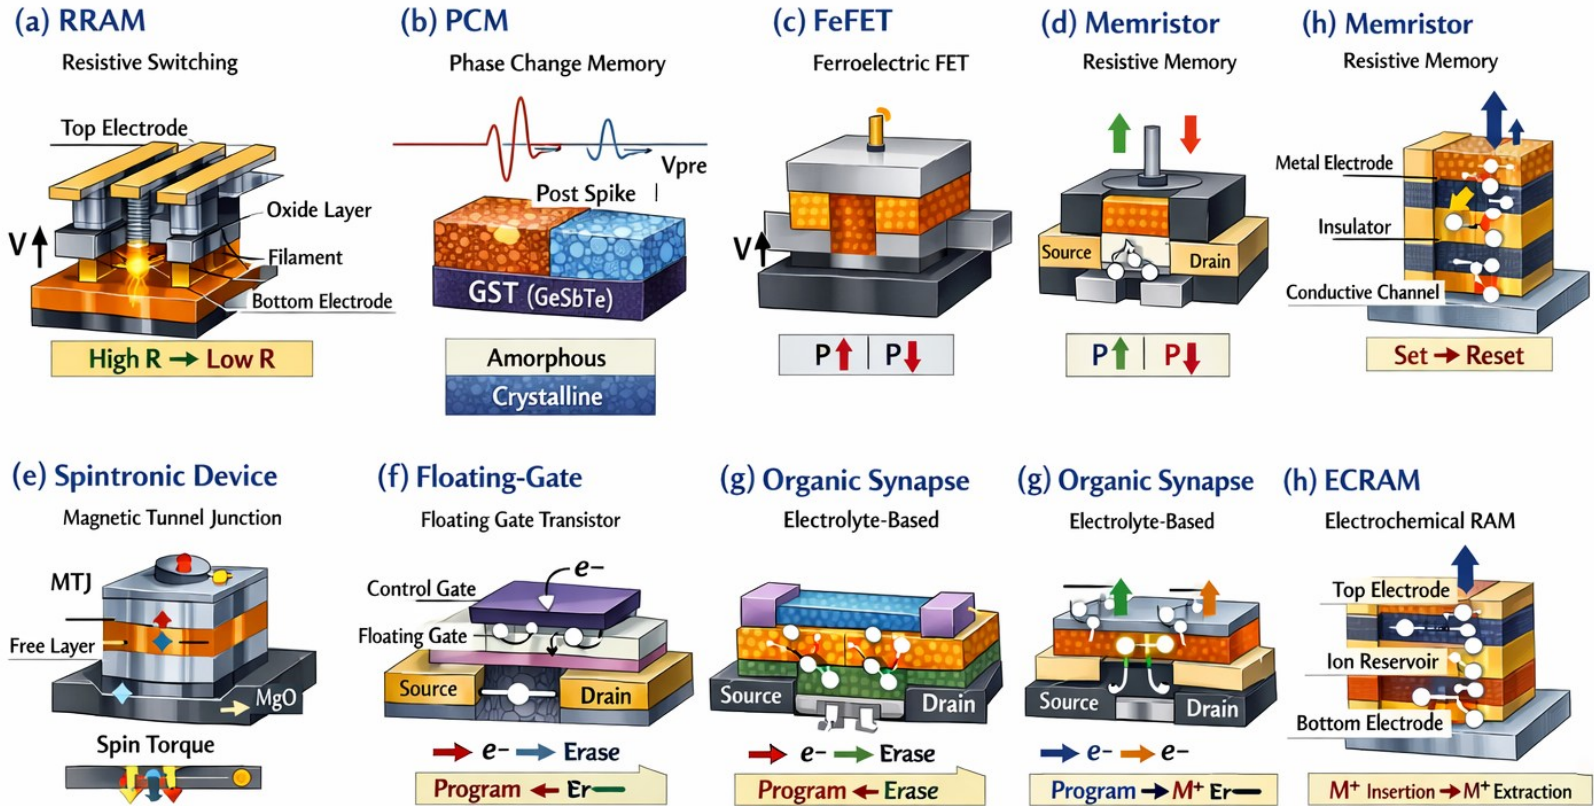 (a) RRAM
Resistive Switching
Top Electrode
Oxide Layer
V
Filament
Bottom Electrode
High R → Low R
(b) PCM
Phase Change Memory
Vpre
Post Spike
GST (GeSbTe)
Amorphous
Crystalline
(c) FeFET
Ferroelectric FET
V
P↑ | P↓
(d) Memristor
Resistive Memory
Source
Drain
P↑ | P↓
(h) Memristor
Resistive Memory
Metal Electrode
Insulator
Conductive Channel
Set → Reset
(e) Spintronic Device
Magnetic Tunnel Junction
MTJ
Free Layer
MgO
Spin Torque
(f) Floating-Gate
Floating Gate Transistor
e−
Control Gate
Floating Gate
Source
Drain
→ e− → Erase
Program ← Er
(g) Organic Synapse
Electrolyte-Based
Source
Drain
→ e− → Erase
Program ← Erase
(g) Organic Synapse
Electrolyte-Based
Source
Drain
→ e− → e−
Program → M+ Er
(h) ECRAM
Electrochemical RAM
Top Electrode
Ion Reservoir
Bottom Electrode
M+ Insertion → M+ Extraction